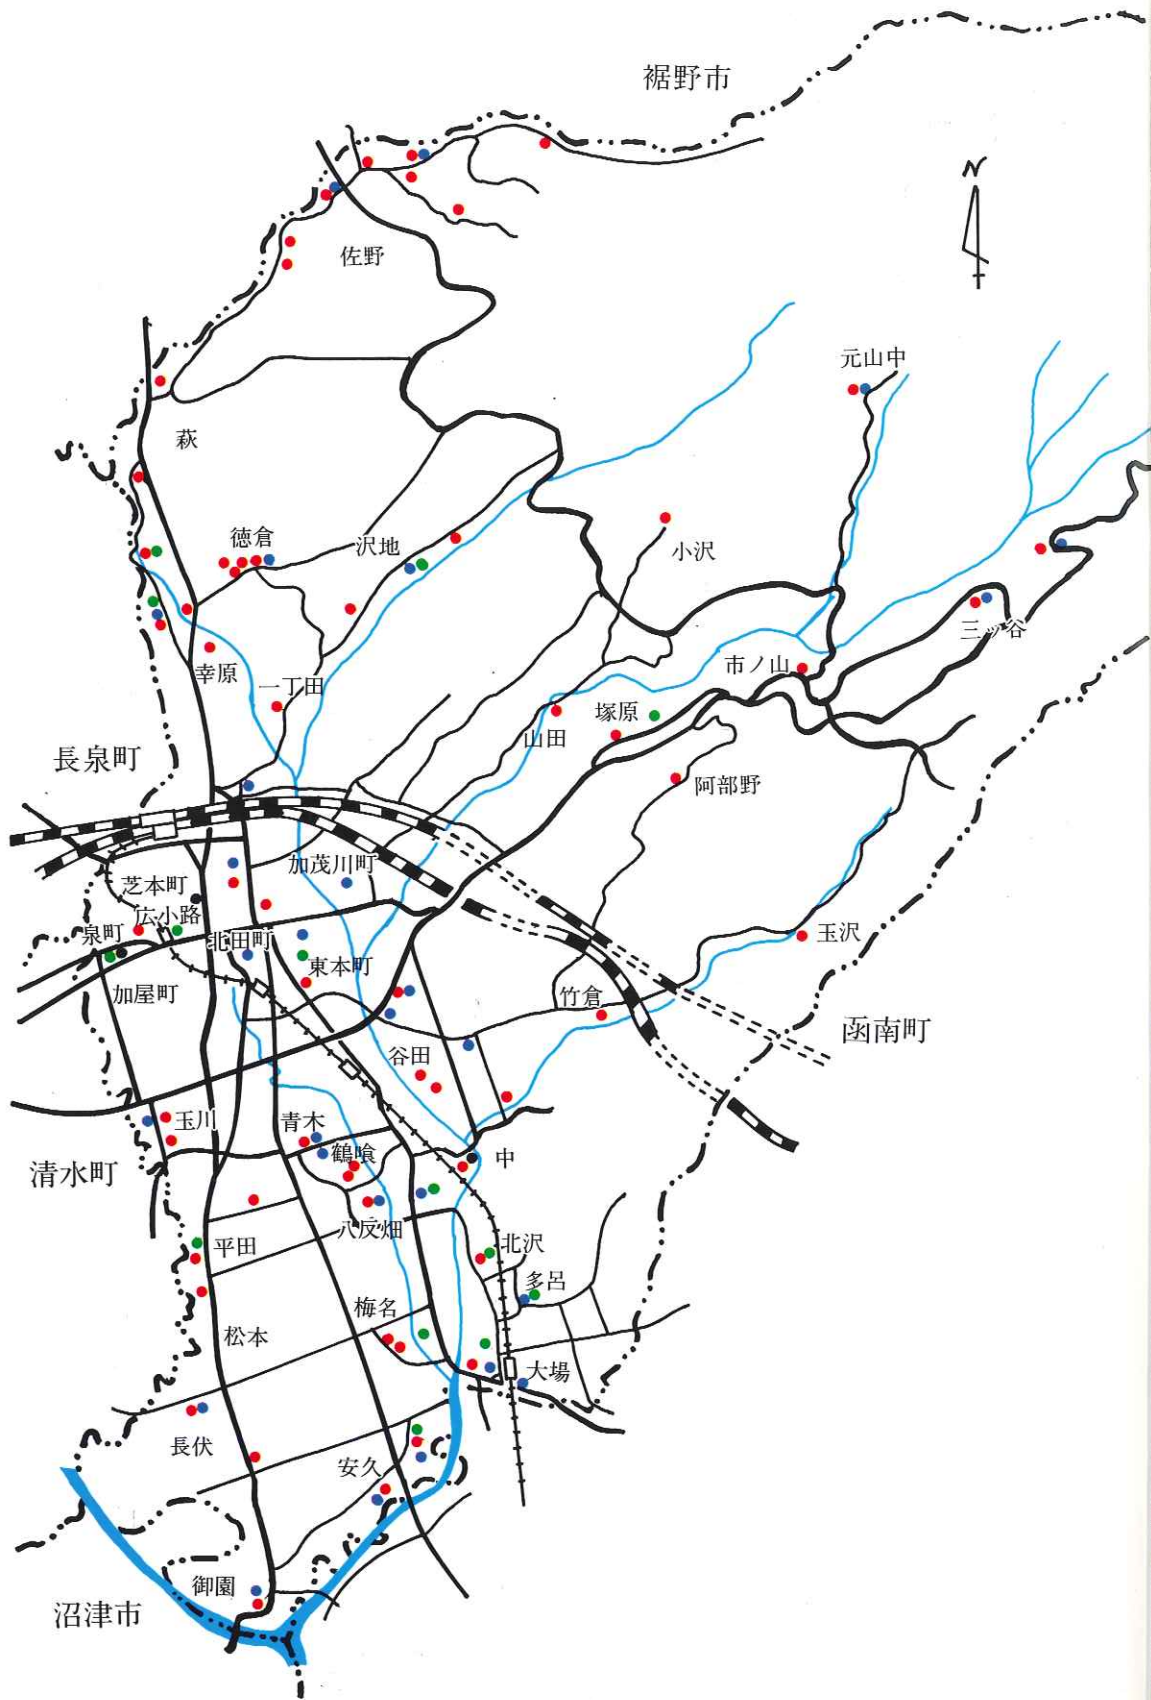 裾野市
N
佐野
元山中
萩
徳倉
沢地
小沢
三ッ谷
幸原
市ノ山
一丁田
塚原
山田
長泉町
阿部野
加茂川町
芝本町
広小路
泉町
北田町
玉沢
東本町
加屋町
竹倉
函南町
谷田
玉川
青木
鶴喰
中
清水町
八反畑
平田
北沢
多呂
梅名
松本
大場
長伏
安久
御園
沼津市